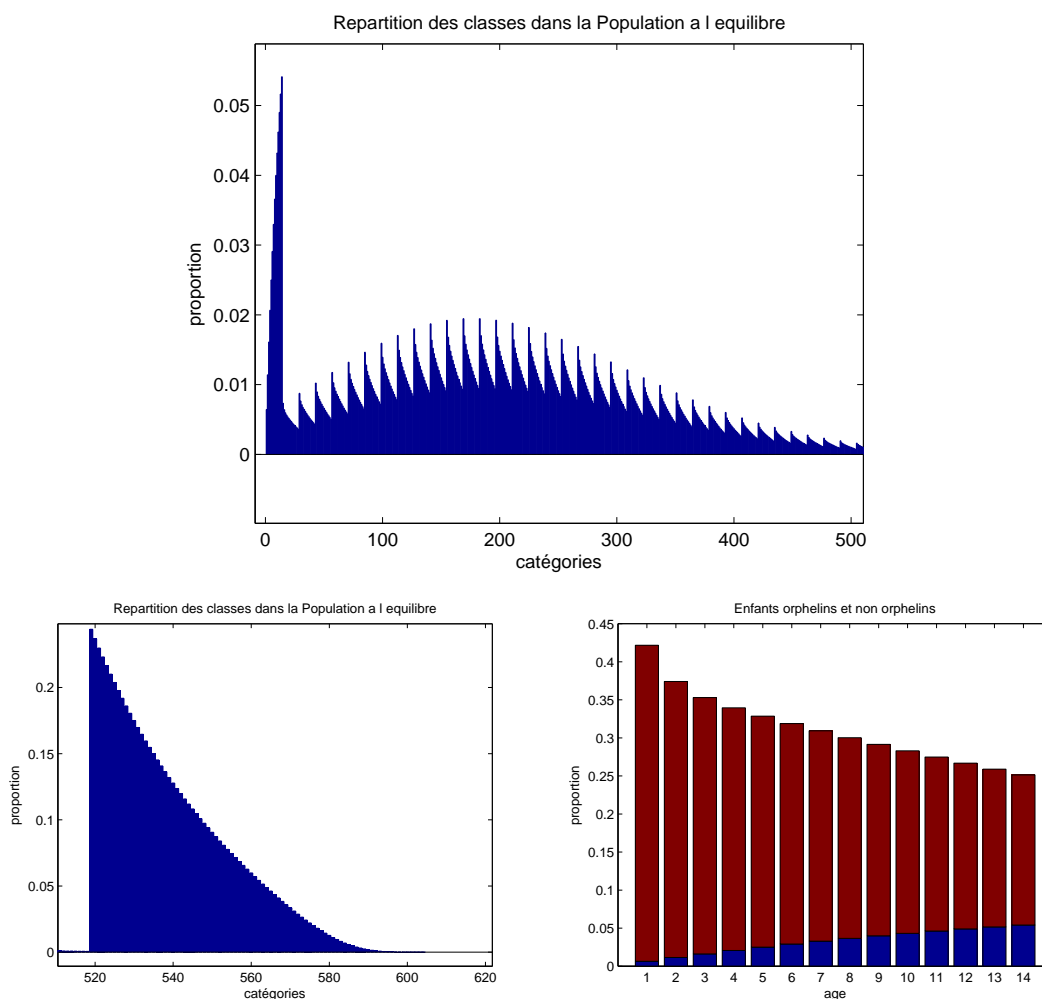 Repartition des classes dans la Population a l equilibre
0.05
0.04
0.03
0.02
0.01
0
proportion
0 100 200 300 400 500
catégories
Repartition des classes dans la Population a l equilibre
0.2
0.15
0.1
0.05
0
proportion
520 540 560 580 600 620
catégories
Enfants orphelins et non orphelins
0.45
0.4
0.35
0.3
0.25
0.2
0.15
0.1
0.05
0
proportion
1 2 3 4 5 6 7 8 9 10 11 12 13 14
age